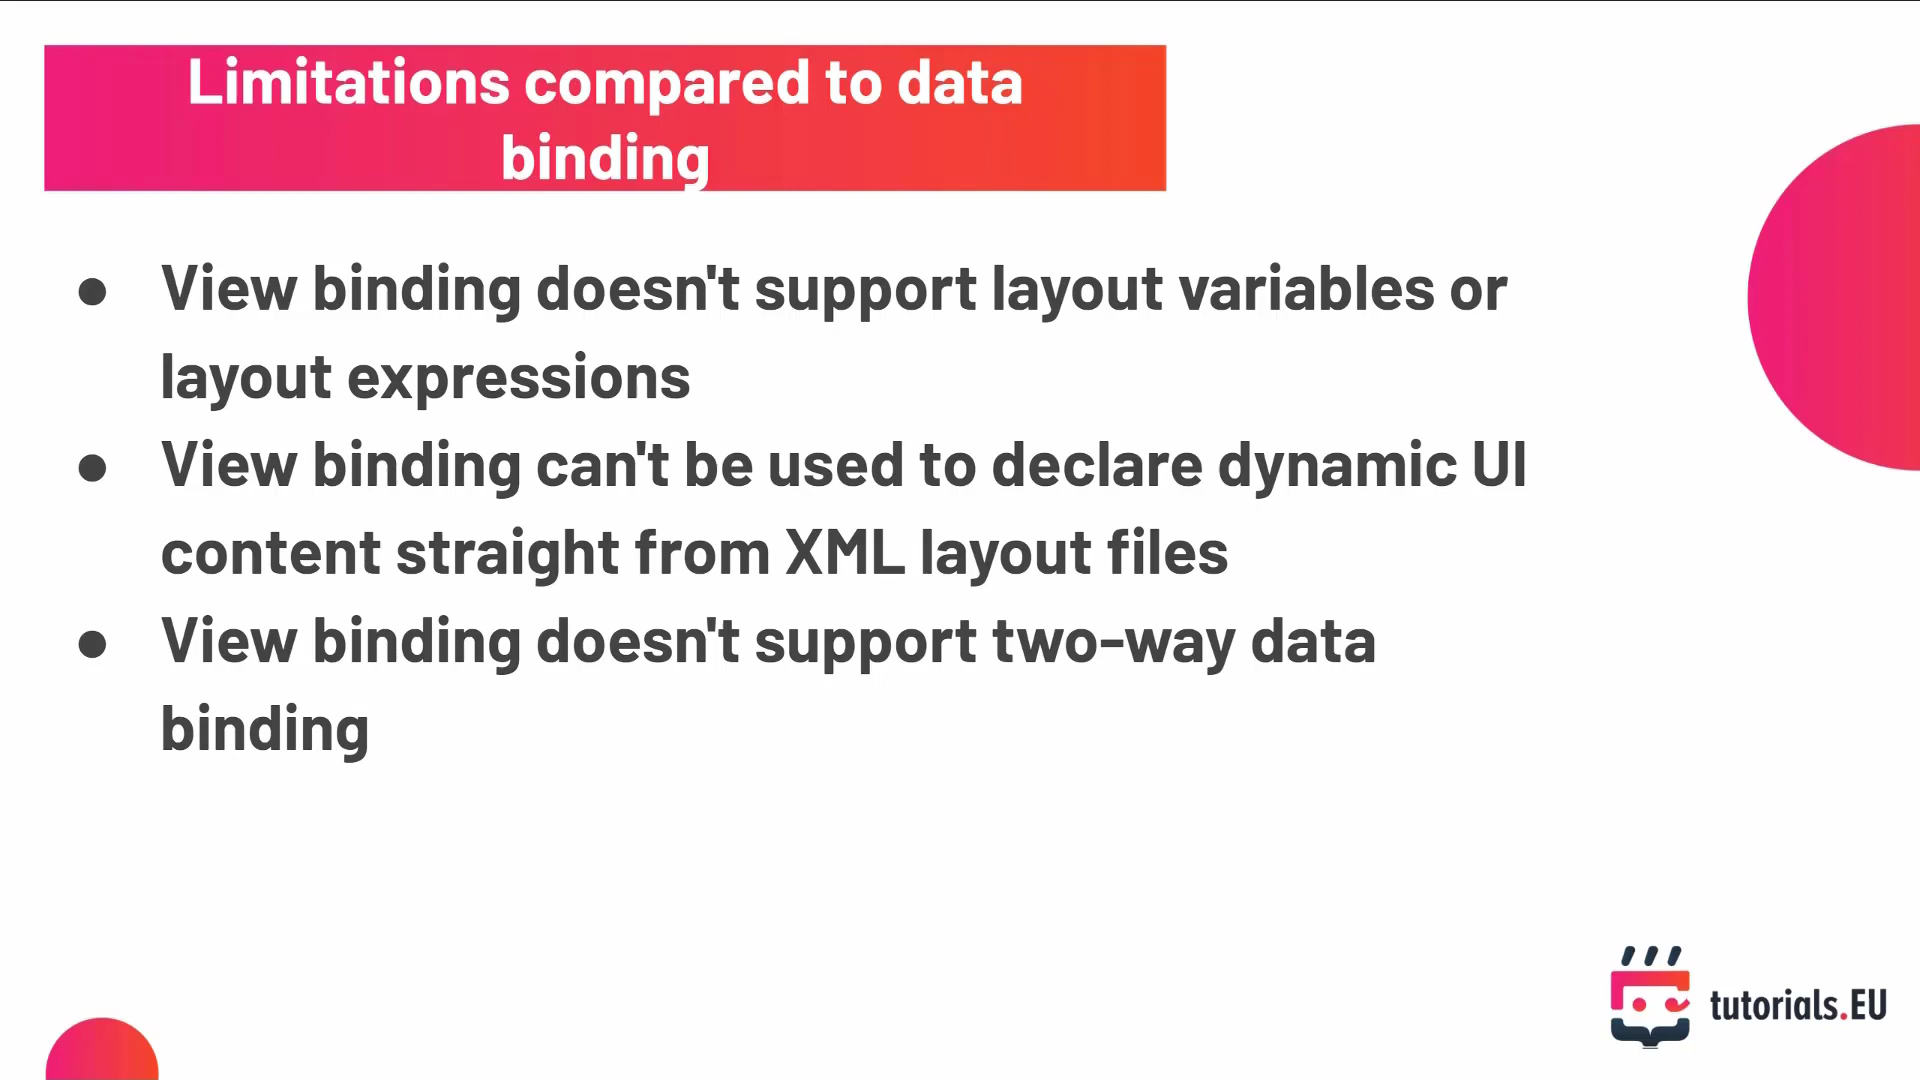 Limitations compared to data
binding
● View binding doesn't support layout variables or
layout expressions
● View binding can't be used to declare dynamic UI
content straight from XML layout files
● View binding doesn't support two-way data
binding
tutorials.EU